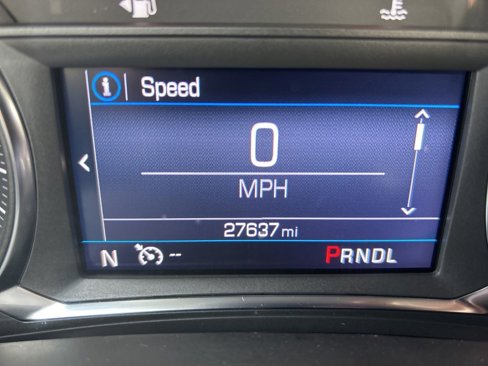 Speed
0
MPH
27637 mi
N -- PRNDL